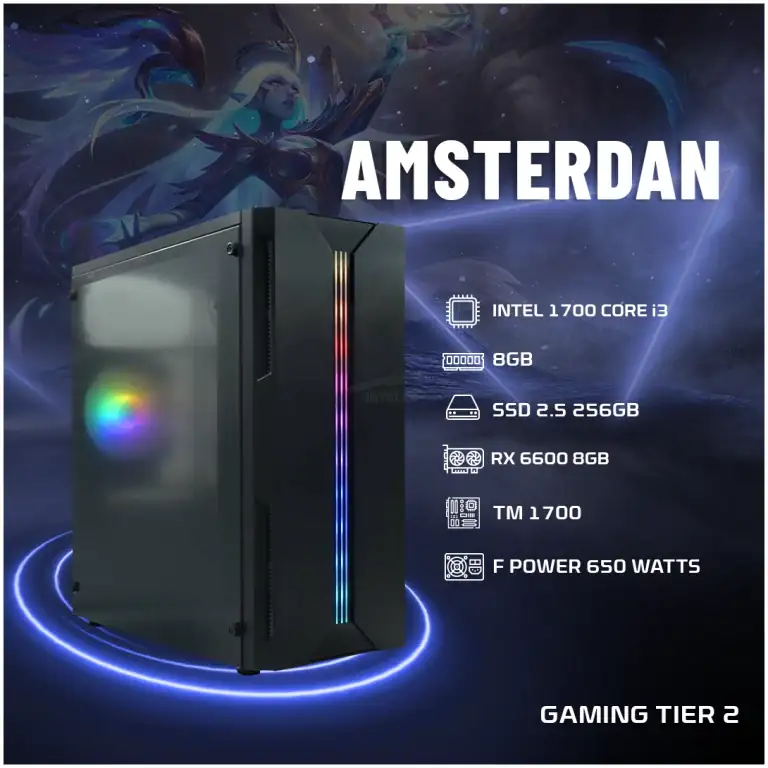 AMSTERDAN
INTEL 1700 CORE i3
8GB
SSD 2.5 256GB
RX 6600 8GB
TM 1700
F POWER 650 WATTS
GAMING TIER 2